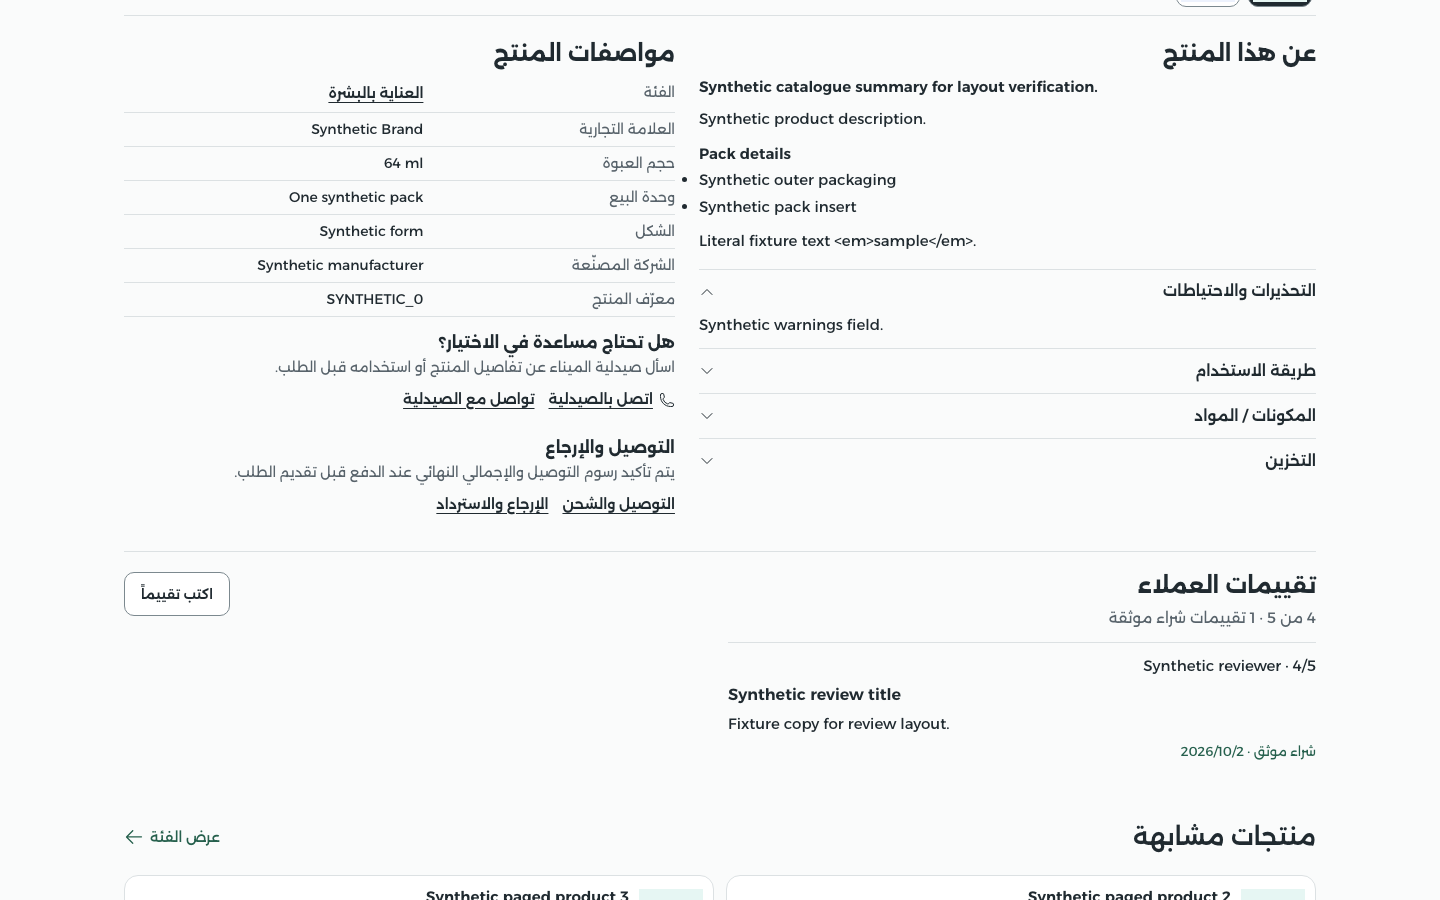 عن هذا المنتج
Synthetic catalogue summary for layout verification.
Synthetic product description.
Pack details
Synthetic outer packaging
Synthetic pack insert
Literal fixture text <em>sample</em>.
التحذيرات والاحتياطات
Synthetic warnings field.
طريقة الاستخدام
المكونات / المواد
التخزين
مواصفات المنتج
الفئة العناية بالبشرة
العلامة التجارية Synthetic Brand
حجم العبوة 64 ml
وحدة البيع One synthetic pack
الشكل Synthetic form
الشركة المصنّعة Synthetic manufacturer
معرّف المنتج SYNTHETIC_0
هل تحتاج مساعدة في الاختيار؟
اسأل صيدلية الميناء عن تفاصيل المنتج أو استخدامه قبل الطلب.
اتصل بالصيدلية تواصل مع الصيدلية
التوصيل والإرجاع
يتم تأكيد رسوم التوصيل والإجمالي النهائي عند الدفع قبل تقديم الطلب.
التوصيل والشحن الإرجاع والاسترداد
تقييمات العملاء
4 من 5 · 1 تقييمات شراء موثقة
اكتب تقييماً
Synthetic reviewer · 4/5
Synthetic review title
Fixture copy for review layout.
شراء موثق · 2026/10/2
منتجات مشابهة
عرض الفئة
Synthetic paged product 2
Synthetic paged product 3